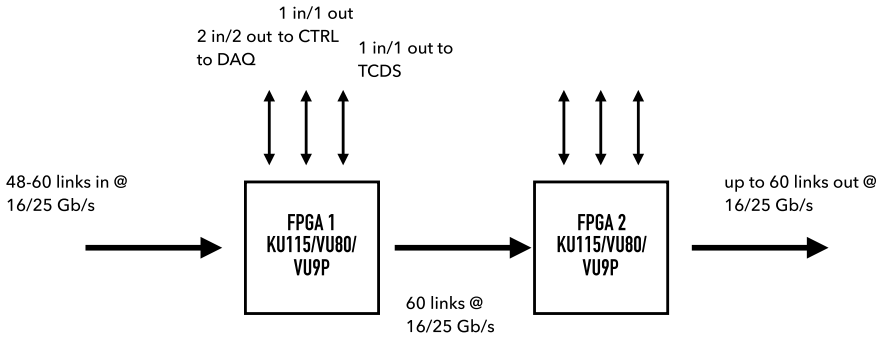 1 in/1 out
to CTRL
2 in/2 out
to DAQ
1 in/1 out to
TCDS
48-60 links in @
16/25 Gb/s
FPGA 1
KU115/VU80/
VU9P
60 links @
16/25 Gb/s
FPGA 2
KU115/VU80/
VU9P
up to 60 links out @
16/25 Gb/s